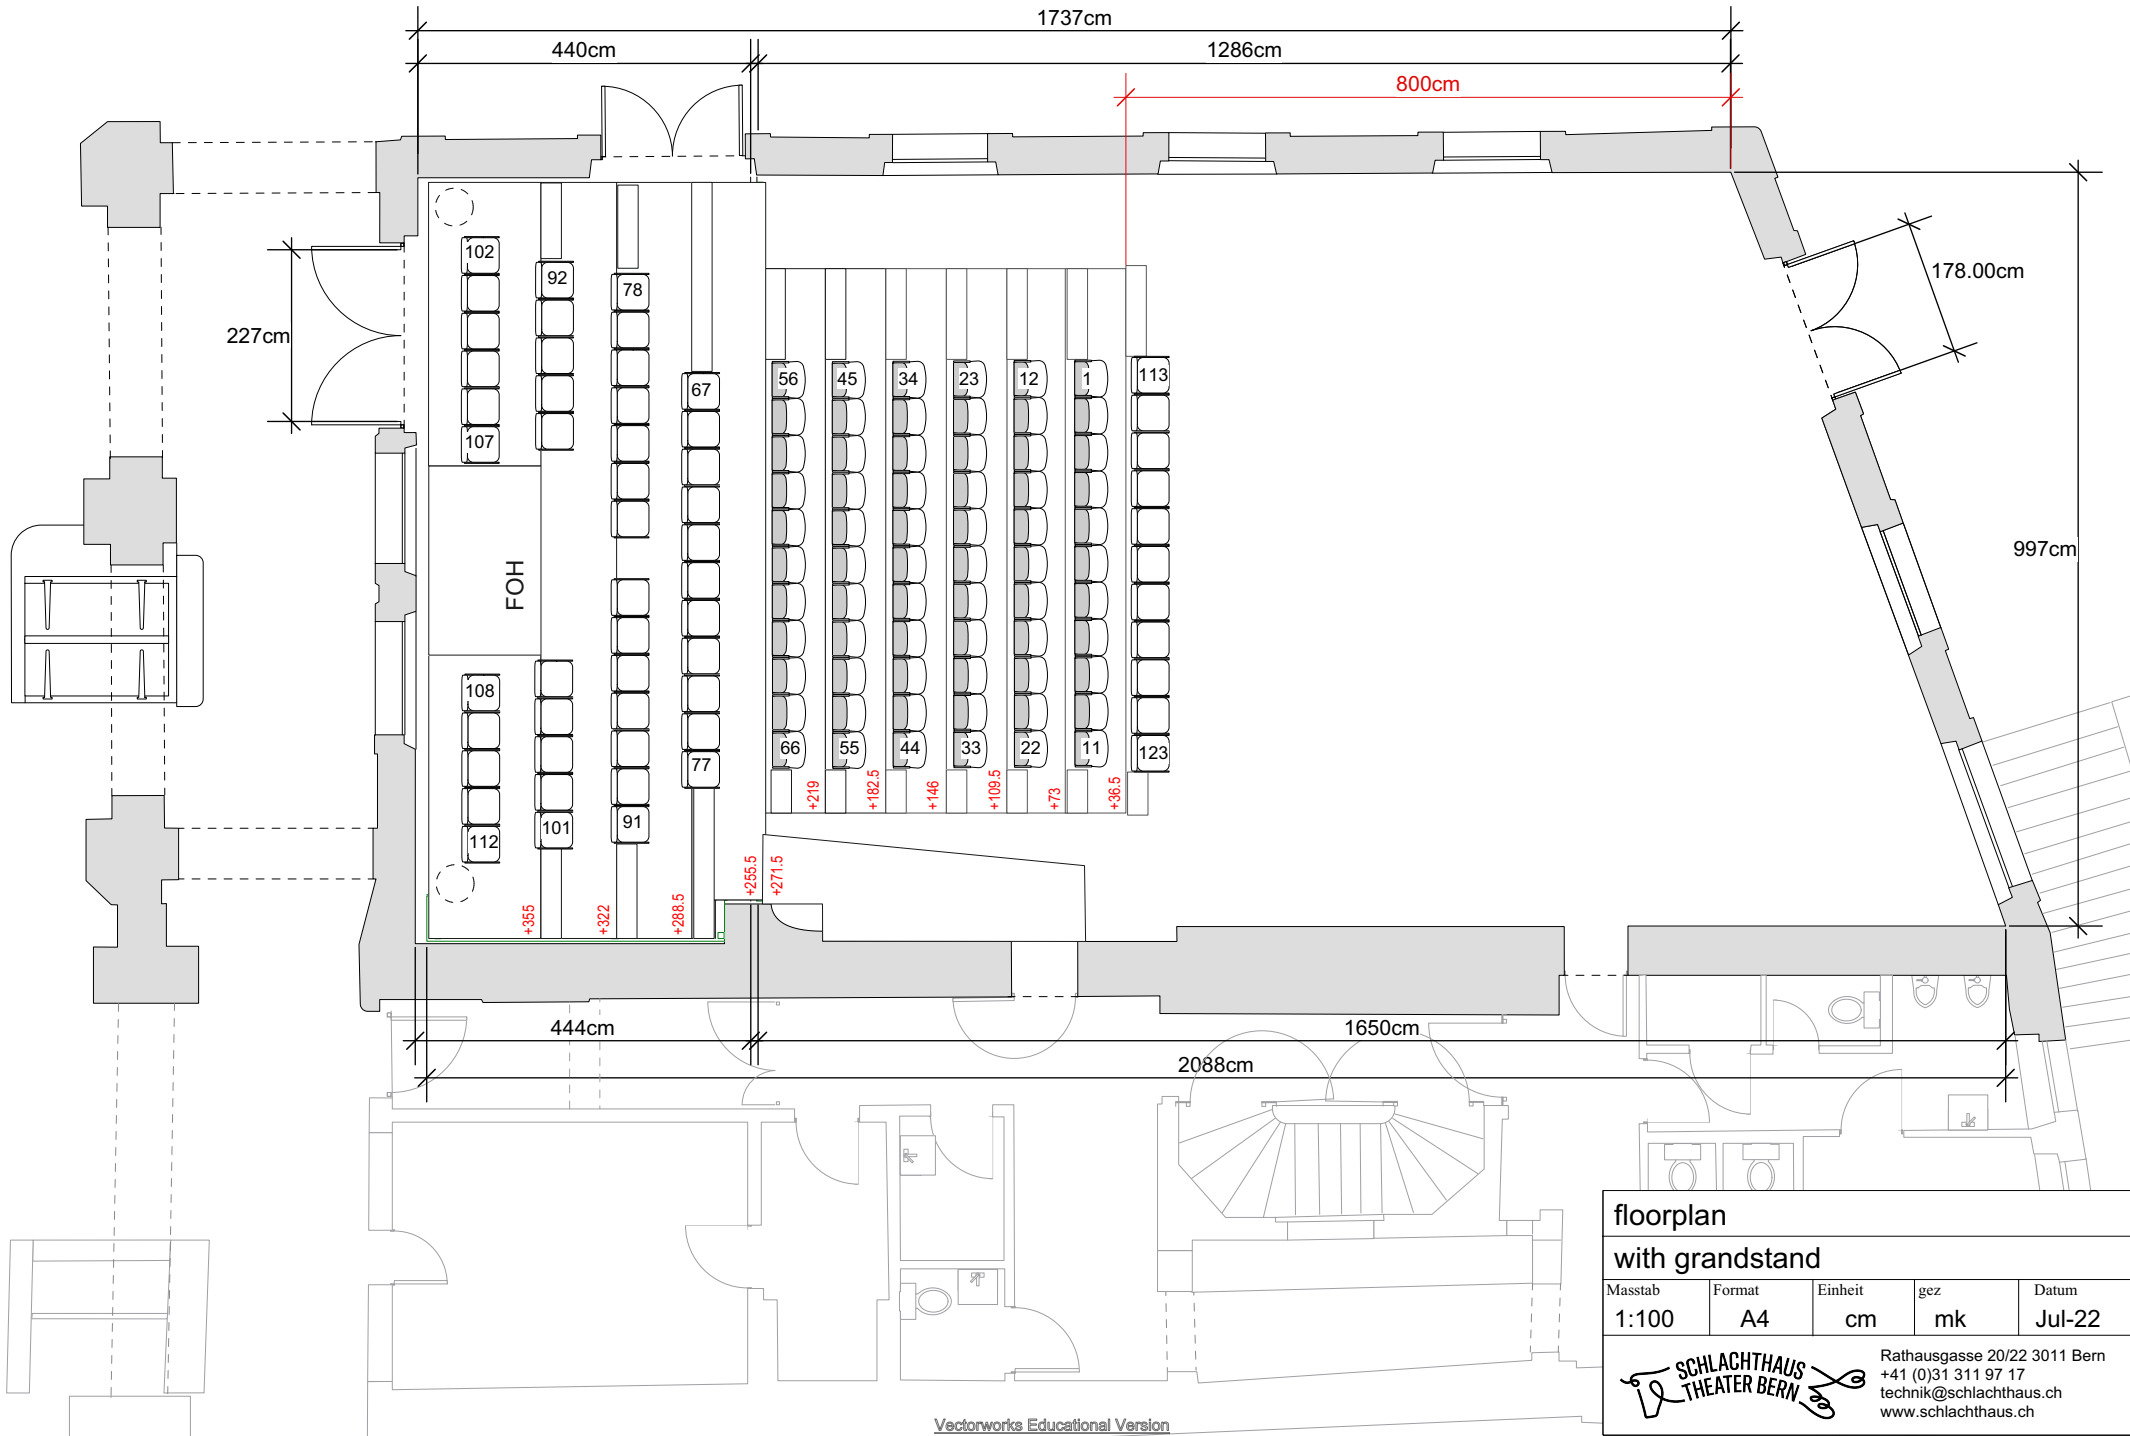 1737cm
440cm
1286cm
800cm
178.00cm
227cm
997cm
102
92
78
67
56
45
34
23
12
1
113
107
FOH
108
112
101
91
77
66
55
44
33
22
11
123
+219
+182.5
+146
+109.5
+73
+36.5
+355
+322
+288.5
+255.5
+271.5
444cm
1650cm
2088cm
floorplan
with grandstand
Masstab
Format
Einheit
gez
Datum
1:100
A4
cm
mk
Jul-22
SCHLACHTHAUS
THEATER BERN
Rathausgasse 20/22 3011 Bern
+41 (0)31 311 97 17
technik@schlachthaus.ch
www.schlachthaus.ch
Vectorworks Educational Version